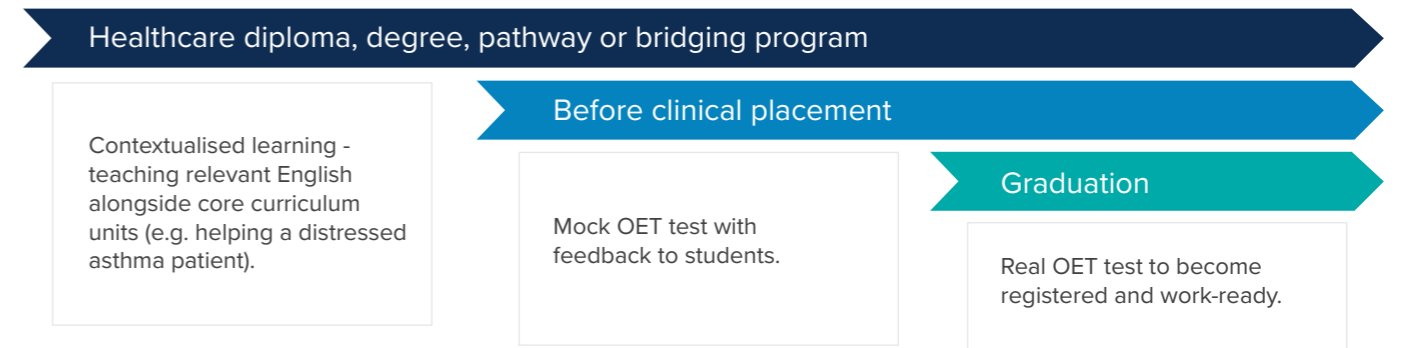 Healthcare diploma, degree, pathway or bridging program
Contextualised learning -
teaching relevant English
alongside core curriculum
units (e.g. helping a distressed
asthma patient).
Before clinical placement
Mock OET test with
feedback to students.
Graduation
Real OET test to become
registered and work-ready.